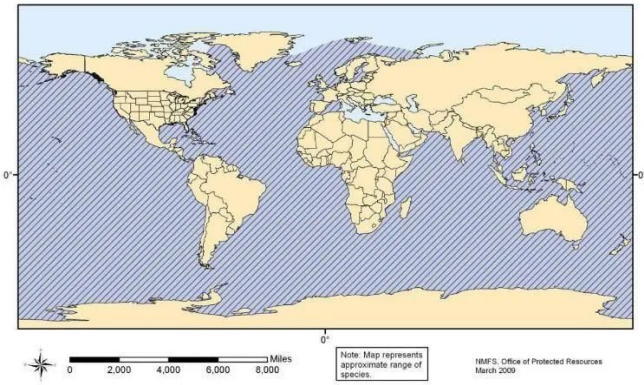 0°
0
0°
Miles
0 2,000 4,000 6,000 8,000
Note: Map represents
approximate range of
species.
NMFS, Office of Protected Resources
March 2009